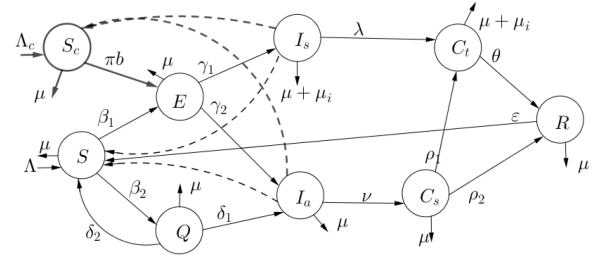 μ + μ_i
Λ_c
S_c
I_s
λ
C_t
πb
μ
γ_1
θ
μ
E
γ_2
μ + μ_i
β_1
ε
R
μ
S
Λ
ρ_1
μ
β_2
μ
I_a
ν
C_s
ρ_2
δ_1
δ_2
Q
μ
μ